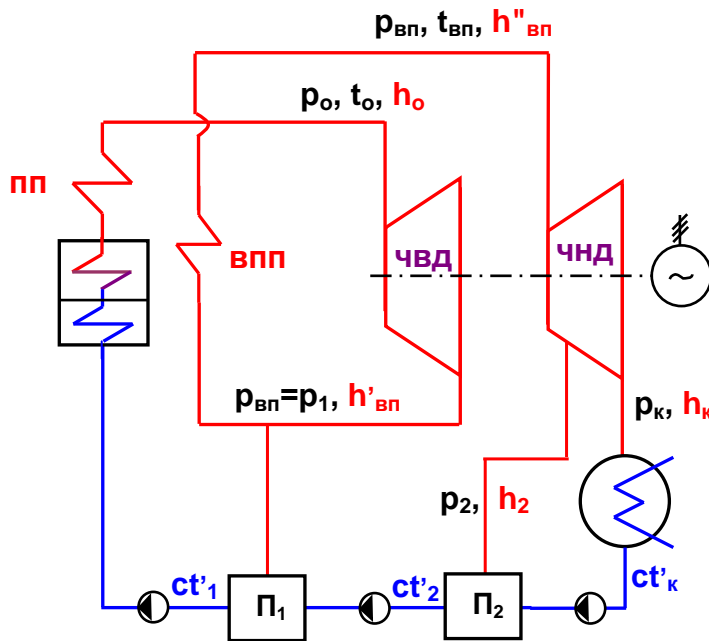 pвп, tвп, h"вп
pо, tо, hо
пп
впп
чвд
чнд
~
pвп=p1, h’вп
pк, hк
p2, h2
ct’1
П1
ct’2
П2
ct’к